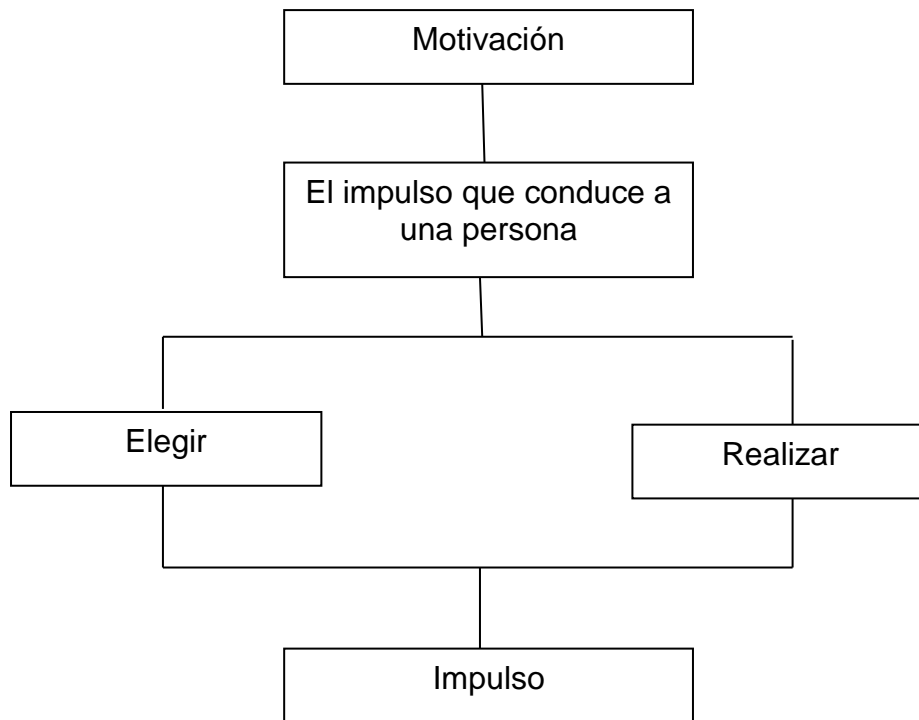 Motivación
El impulso que conduce a
una persona
Elegir
Realizar
Impulso